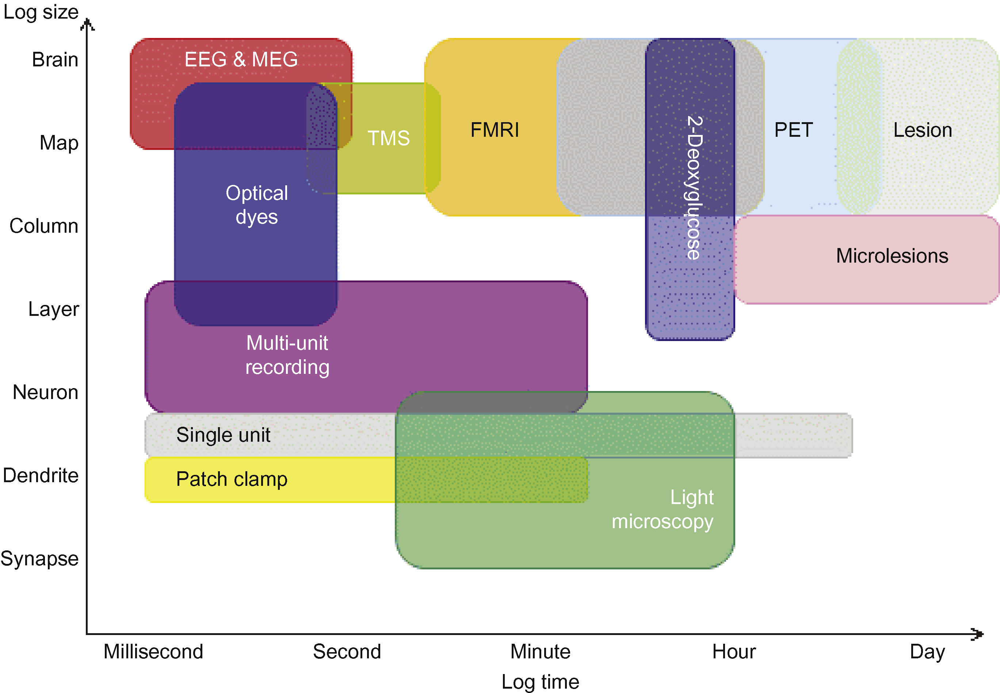 Log size
Brain
Map
Column
Layer
Neuron
Dendrite
Synapse
EEG & MEG
TMS
FMRI
2-Deoxyglucose
PET
Lesion
Optical
dyes
Microlesions
Multi-unit
recording
Single unit
Patch clamp
Light
microscopy
Millisecond
Second
Minute
Hour
Day
Log time